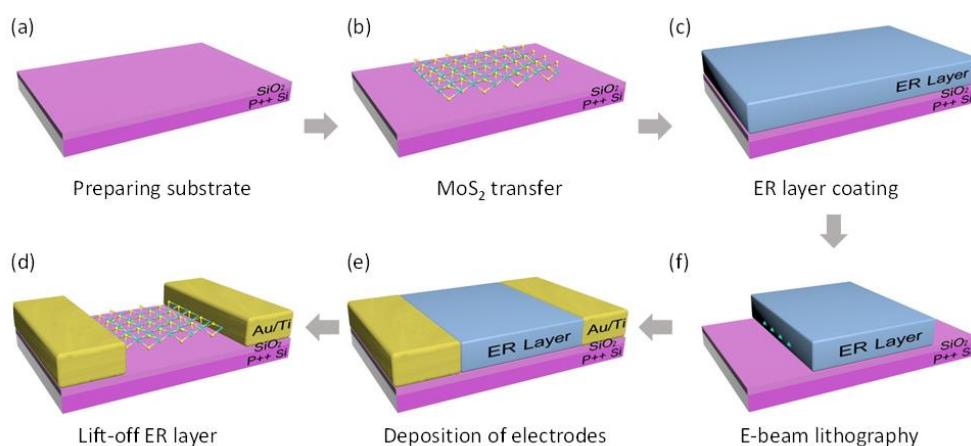 (a)
SiO₂
P++ Si
Preparing substrate
(b)
SiO₂
P++ Si
MoS₂ transfer
(c)
ER Layer
SiO₂
P++ Si
ER layer coating
(d)
Au/Ti
SiO₂
P++ Si
Lift-off ER layer
(e)
Au/Ti
ER Layer
SiO₂
P++ Si
Deposition of electrodes
(f)
ER Layer
SiO₂
P++ Si
E-beam lithography